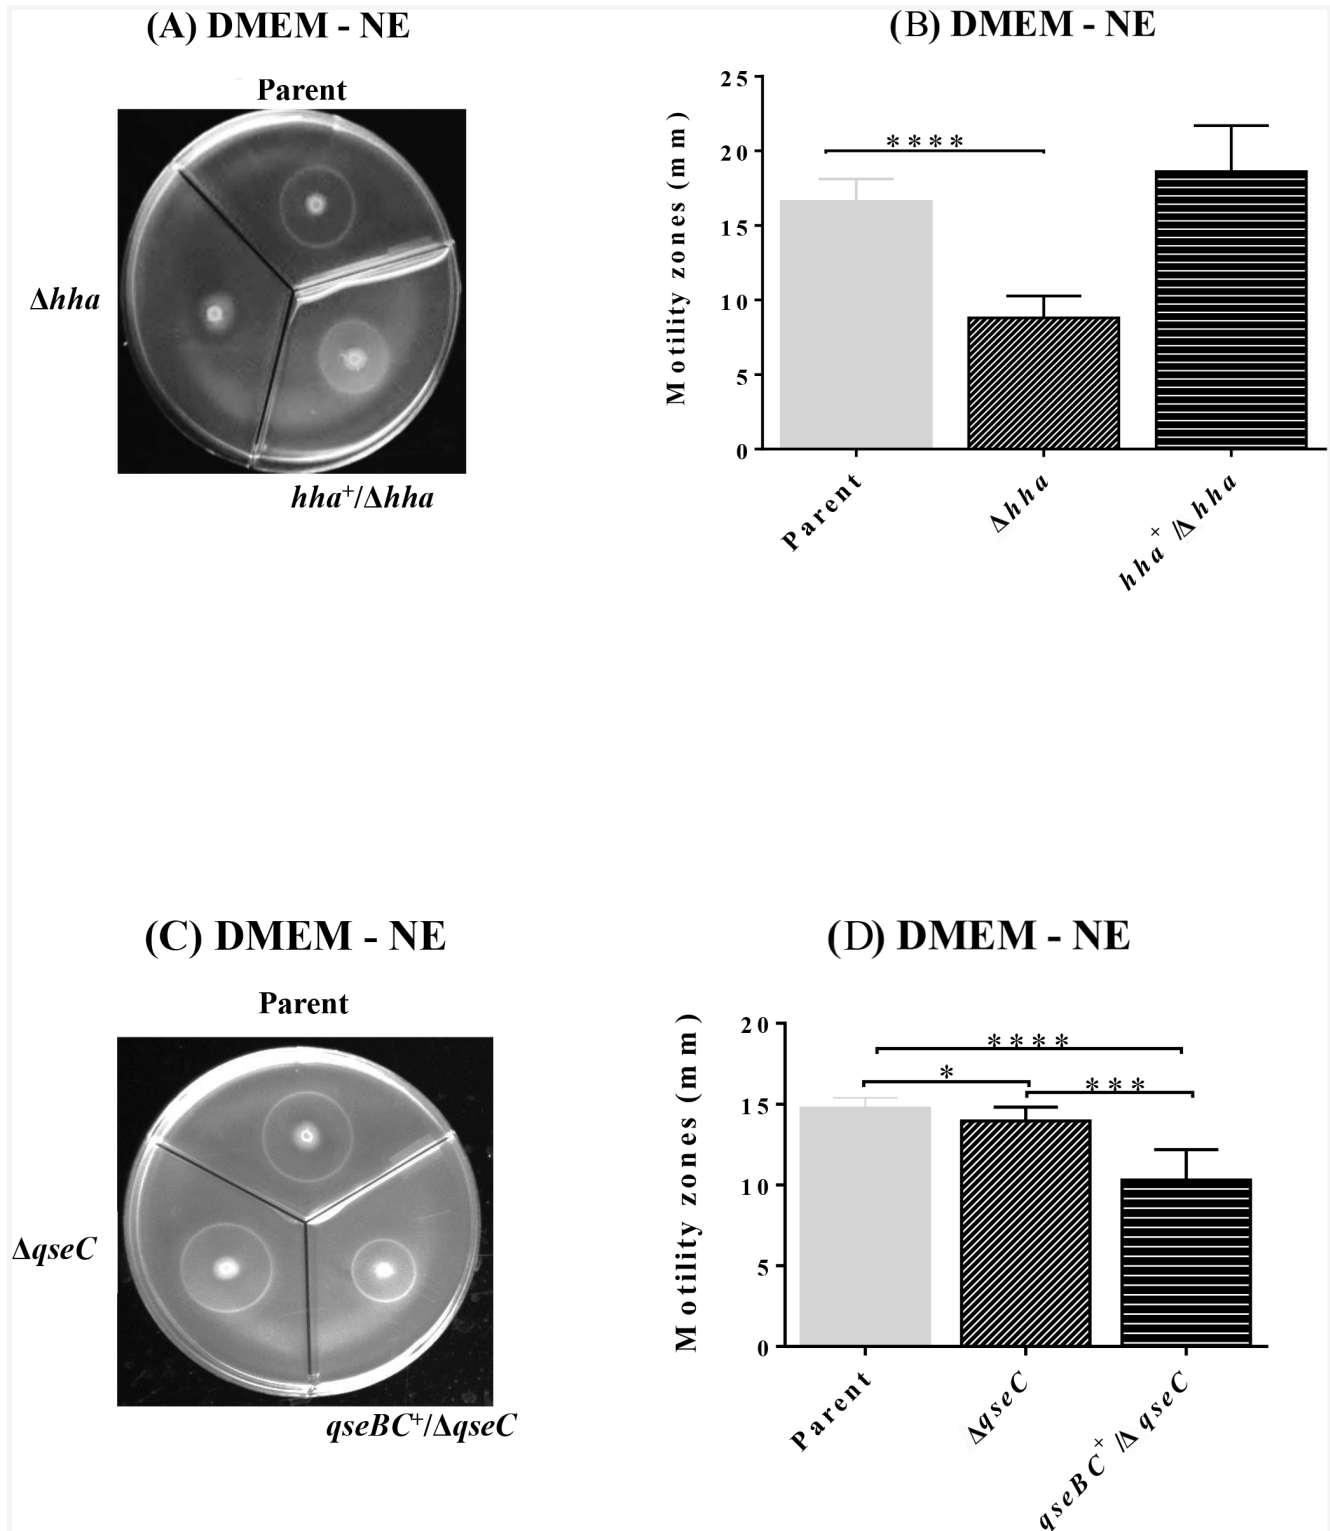 (A) DMEM - NE
Parent
Δhha
hha⁺/Δhha
(B) DMEM - NE
Motility zones (mm)
25
20
15
10
5
0
****
Parent
Δhha
hha⁺/Δhha
(C) DMEM - NE
Parent
ΔqseC
qseBC⁺/ΔqseC
(D) DMEM - NE
Motility zones (mm)
20
15
10
5
0
****
*
***
Parent
ΔqseC
qseBC⁺/ΔqseC